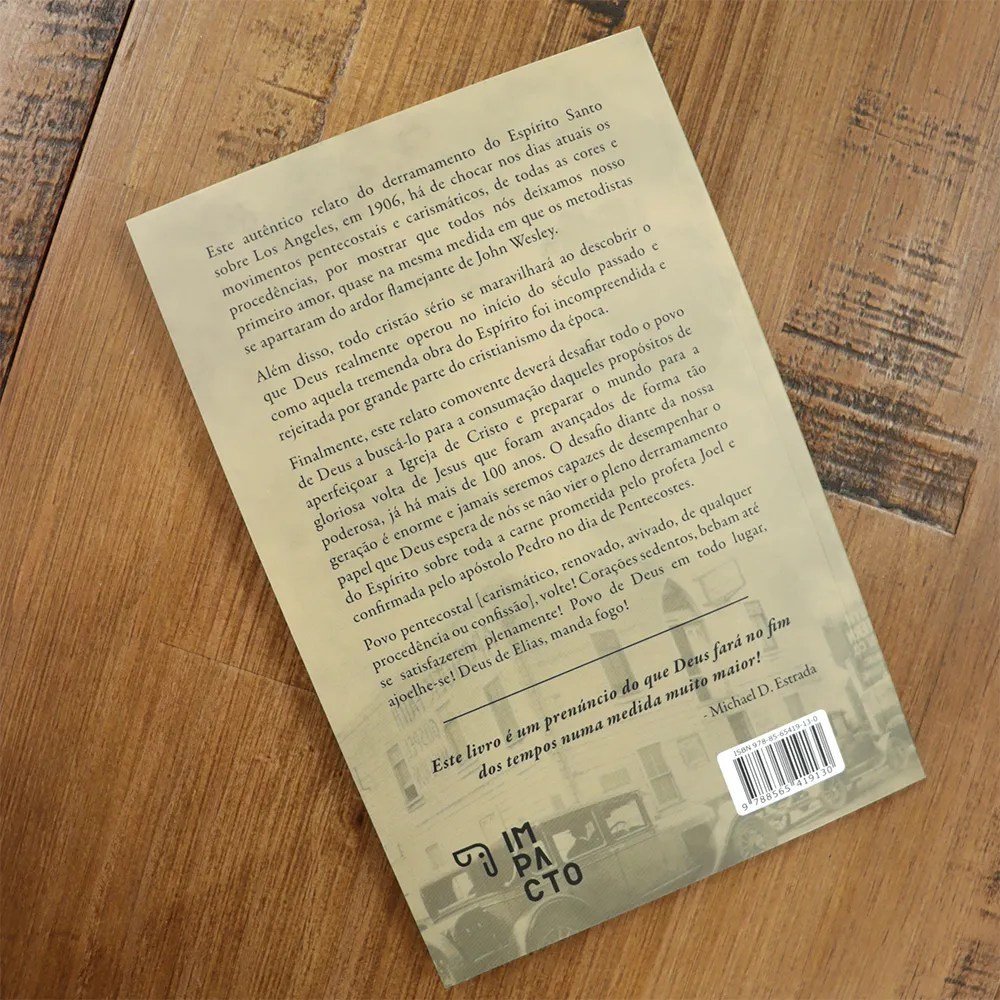 Este autêntico relato do derramamento do Espírito Santo
sobre Los Angeles, em 1906, há de chocar nos dias atuais os
movimentos pentecostais e carismáticos, de todas as cores e
procedências, por mostrar que todos nós deixamos nosso
primeiro amor, quase na mesma medida em que os metodistas
se apartaram do ardor flamejante de John Wesley.
Além disso, todo cristão sério se maravilhará ao descobrir o
que Deus realmente operou no início do século passado e
como aquela tremenda obra do Espírito foi incompreendida e
rejeitada por grande parte do cristianismo da época.
Finalmente, este relato comovente deverá desafiar todo o povo
de Deus a buscá-lo para a consumação daqueles propósitos de
aperfeiçoar a Igreja de Cristo e preparar o mundo para a
gloriosa volta de Jesus que foram avançados de forma tão
poderosa, já há mais de 100 anos. O desafio diante da nossa
geração é enorme e jamais seremos capazes de desempenhar o
papel que Deus espera de nós se não vier o pleno derramamento
do Espírito sobre toda a carne prometida pelo profeta Joel e
confirmada pelo apóstolo Pedro no dia de Pentecostes.
Povo pentecostal [carismático, renovado, avivado, de qualquer
procedência ou confissão], volte! Corações sedentos, bebam até
se satisfazerem plenamente! Povo de Deus em todo lugar,
ajoelhe-se! Deus de Elias, manda fogo!
Este livro é um prenúncio do que Deus fará no fim
dos tempos numa medida muito maior!
- Michael D. Estrada
ISBN 978-85-65419-13-0
9 788565 419130
IM
PA
CTO